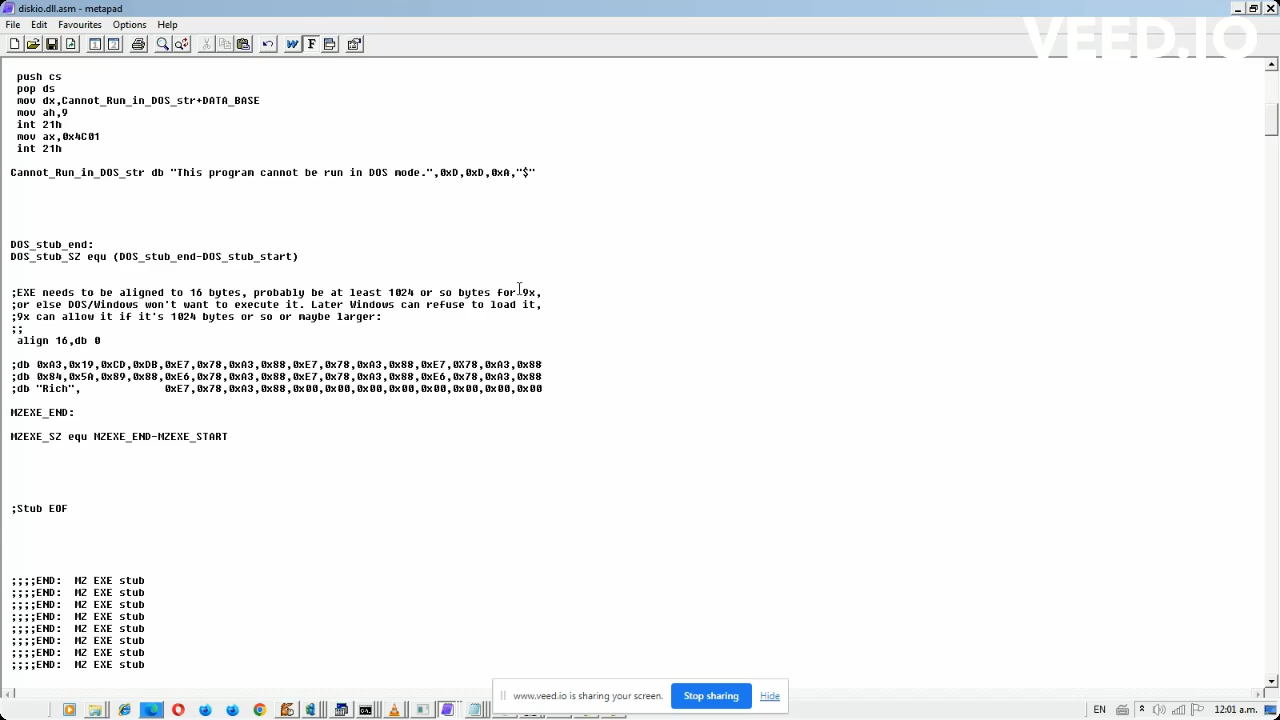 diskio.dll.asm - metapad
File Edit Favourites Options Help
VEED.IO
push cs
pop ds
mov dx,Cannot_Run_in_DOS_str+DATA_BASE
mov ah,9
int 21h
mov ax,0x4C01
int 21h
Cannot_Run_in_DOS_str db "This program cannot be run in DOS mode.",0xD,0xD,0xA,"$"
DOS_stub_end:
DOS_stub_SZ equ (DOS_stub_end-DOS_stub_start)
;EXE needs to be aligned to 16 bytes, probably be at least 1024 or so bytes for 9x,
;or else DOS/Windows won't want to execute it. Later Windows can refuse to load it,
;9x can allow it if it's 1024 bytes or so or maybe larger:
;;
align 16,db 0
;db 0xA3,0x19,0xCD,0xDB,0xE7,0x78,0xA3,0x88,0xE7,0x78,0xA3,0x88,0xE7,0X78,0xA3,0x88
;db 0x84,0x5A,0x89,0x88,0xE6,0x78,0xA3,0x88,0xE7,0x78,0xA3,0x88,0xE6,0x78,0xA3,0x88
;db "Rich", 0xE7,0x78,0xA3,0x88,0x00,0x00,0x00,0x00,0x00,0x00,0x00,0x00
MZEXE_END:
MZEXE_SZ equ MZEXE_END-MZEXE_START
;Stub EOF
;;;;END: MZ EXE stub
;;;;END: MZ EXE stub
;;;;END: MZ EXE stub
;;;;END: MZ EXE stub
;;;;END: MZ EXE stub
;;;;END: MZ EXE stub
;;;;END: MZ EXE stub
;;;;END: MZ EXE stub
www.veed.io is sharing your screen. Stop sharing Hide
EN 12:01 a.m.